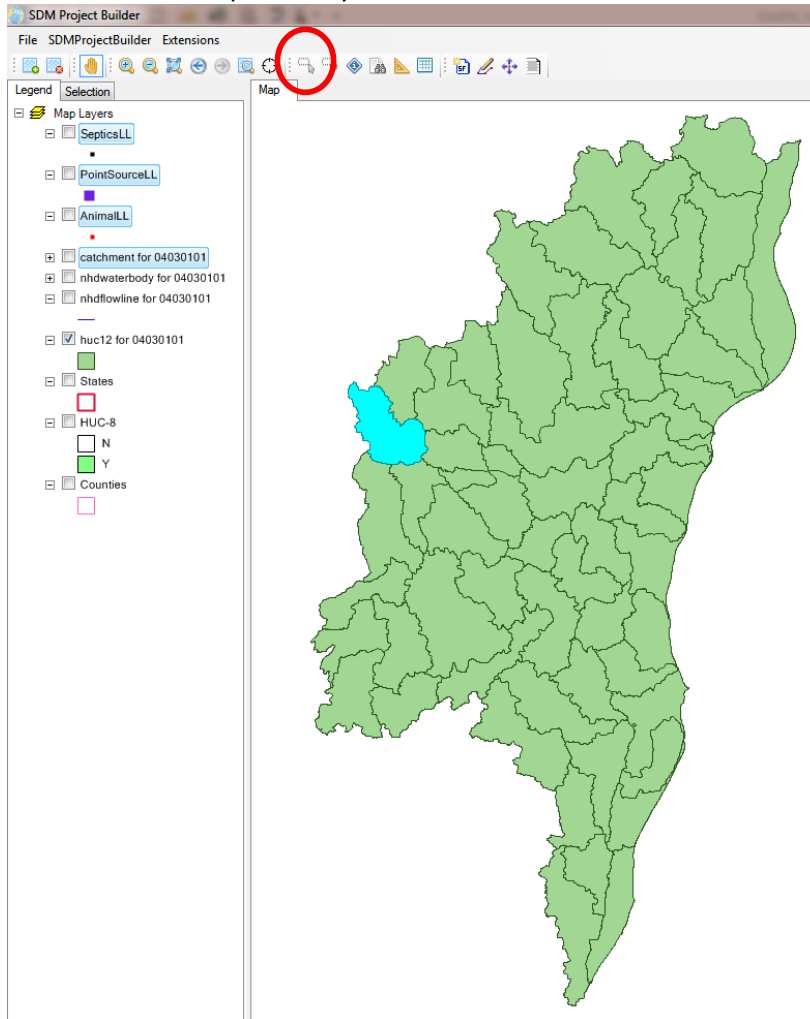 SDM Project Builder
File SDMProjectBuilder Extensions
Legend Selection
Map
Map Layers
SepticsLL
PointSourceLL
AnimalLL
catchment for 04030101
nhdwaterbody for 04030101
nhdflowline for 04030101
huc12 for 04030101
States
HUC-8
N
Y
Counties